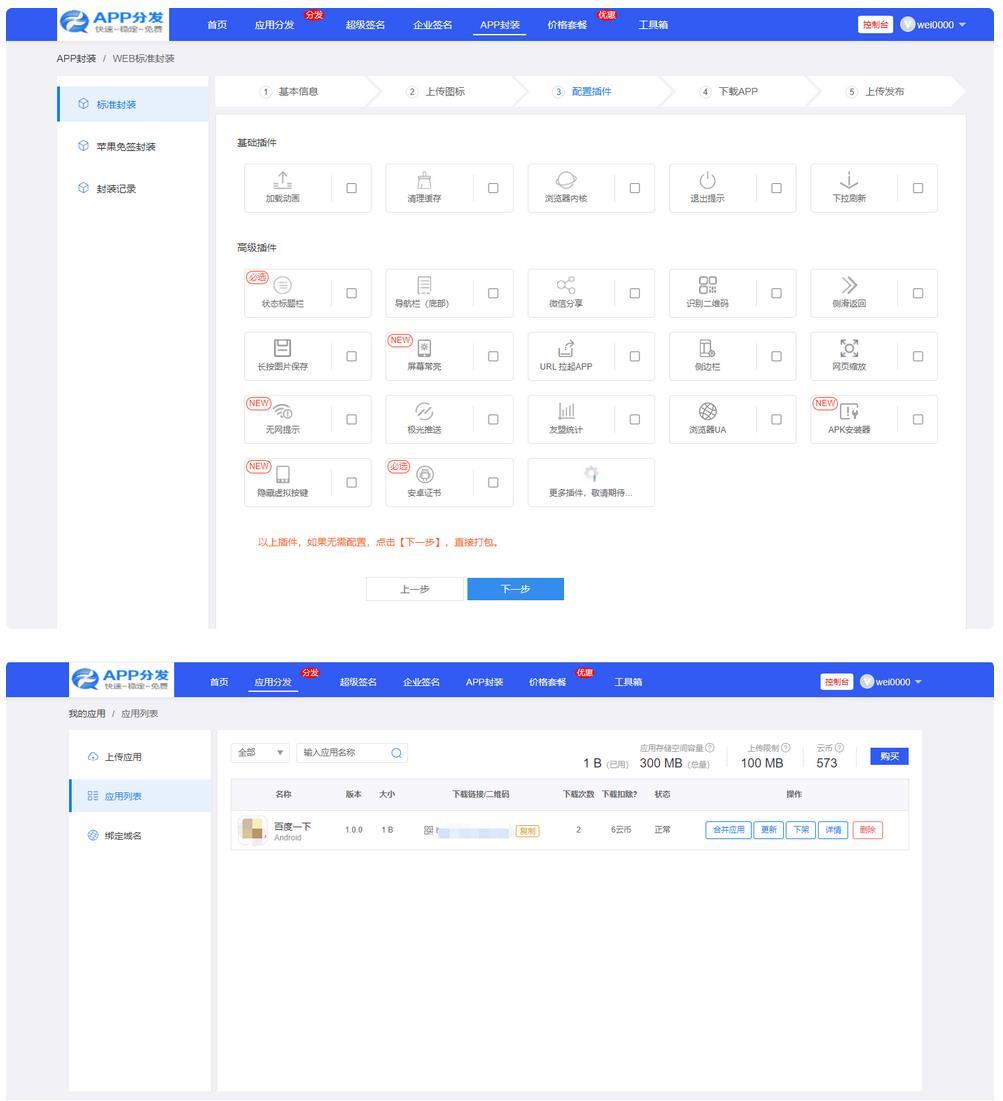 APP分发
快速-稳定-免费
首页 应用分发 分发 超级签名 企业签名 APP封装 价格套餐 优惠 工具箱 控制台 wei0000
APP封装 / WEB标准封装
标准封装
苹果免签封装
封装记录
1 基本信息 2 上传图标 3 配置插件 4 下载APP 5 上传发布
基础插件
加载动画 清理缓存 浏览器内核 退出提示 下拉刷新
高级插件
必选 状态标题栏 导航栏（底部） 微信分享 识别二维码 侧滑返回
长按图片保存 NEW 屏幕常亮 URL 拉起APP 侧边栏 网页缩放
NEW 无网提示 极光推送 友盟统计 浏览器UA NEW APK安装器
NEW 隐藏虚拟按键 必选 安卓证书 更多插件，敬请期待...
以上插件，如果无需配置，点击【下一步】，直接打包。
上一步 下一步
APP分发
快速-稳定-免费
首页 应用分发 分发 超级签名 企业签名 APP封装 价格套餐 优惠 工具箱 控制台 wei0000
我的应用 / 应用列表
上传应用
应用列表
绑定域名
全部 输入应用名称
应用存储空间容量? 上传限制? 云币?
1 B (已用) 300 MB (总量) 100 MB 573 购买
名称 版本 大小 下载链接/二维码 下载次数 下载扣除? 状态 操作
百度一下 1.0.0 1 B 复制 2 6云币 正常 合并应用 更新 下架 详情 删除
Android